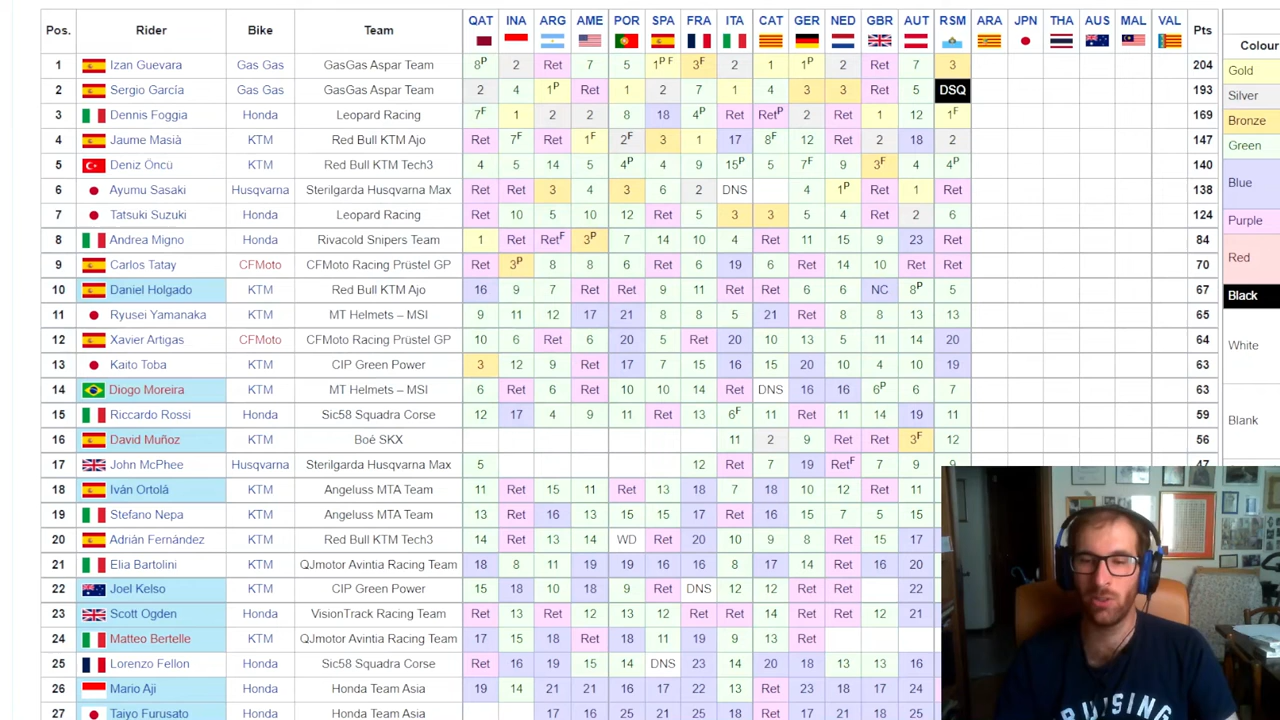 Pos. Rider Bike Team QAT INA ARG AME POR SPA FRA ITA CAT GER NED GBR AUT RSM ARA JPN THA AUS MAL VAL Pts
Colour
1 Izan Guevara Gas Gas GasGas Aspar Team 8P 2 Ret 7 5 1P F 3F 2 1 1P 2 Ret 7 3 204
Gold
2 Sergio García Gas Gas GasGas Aspar Team 2 4 1P Ret 1 2 7 1 4 3 3 Ret 5 DSQ 193
Silver
3 Dennis Foggia Honda Leopard Racing 7F 1 2 2 8 18 4P Ret RetP 2 Ret 1 12 1F 169
Bronze
4 Jaume Masià KTM Red Bull KTM Ajo Ret 7F Ret 1F 2F 3 1 17 8F 12 Ret 2 18 2 147
Green
5 Deniz Öncü KTM Red Bull KTM Tech3 4 5 14 5 4P 4 9 15P 5 7F 9 3F 4 4P 140
Blue
6 Ayumu Sasaki Husqvarna Sterilgarda Husqvarna Max Ret Ret 3 4 3 6 2 DNS 4 1P Ret 1 Ret 138
7 Tatsuki Suzuki Honda Leopard Racing Ret 10 5 10 12 Ret 5 3 3 5 4 Ret 2 6 124
Purple
8 Andrea Migno Honda Rivacold Snipers Team 1 Ret RetF 3P 7 14 10 4 Ret 11 15 9 23 Ret 84
Red
9 Carlos Tatay CFMoto CFMoto Racing Prüstel GP Ret 3P 8 8 6 Ret 6 19 6 Ret 14 10 Ret Ret 70
10 Daniel Holgado KTM Red Bull KTM Ajo 16 9 7 Ret Ret 9 11 Ret Ret 6 6 NC 8P 5 67
Black
11 Ryusei Yamanaka KTM MT Helmets – MSI 9 11 12 17 21 8 8 5 21 Ret 8 8 13 13 65
12 Xavier Artigas CFMoto CFMoto Racing Prüstel GP 10 6 Ret 6 20 5 Ret 20 10 13 5 11 14 20 64
White
13 Kaito Toba KTM CIP Green Power 3 12 9 Ret 17 7 15 16 15 20 10 4 10 19 63
14 Diogo Moreira KTM MT Helmets – MSI 6 Ret 6 Ret 10 10 14 Ret DNS 16 16 6P 6 7 63
15 Riccardo Rossi Honda Sic58 Squadra Corse 12 17 4 9 11 Ret 13 6F 11 Ret 11 14 19 11 59
Blank
16 David Muñoz KTM Boé SKX 11 2 9 Ret Ret 3F 12 56
17 John McPhee Husqvarna Sterilgarda Husqvarna Max 5 12 Ret 7 19 RetF 7 9 9 47
18 Iván Ortolá KTM Angeluss MTA Team 11 Ret 15 11 Ret 13 18 7 18 10 12 Ret 11
19 Stefano Nepa KTM Angeluss MTA Team 13 Ret 16 13 15 15 17 Ret 16 15 7 5 15
20 Adrián Fernández KTM Red Bull KTM Tech3 14 Ret 13 14 WD Ret 20 10 9 8 Ret 15 17
21 Elia Bartolini KTM QJmotor Avintia Racing Team 18 8 11 19 19 16 16 8 17 14 Ret 16 20
22 Joel Kelso KTM CIP Green Power 15 18 10 18 9 Ret DNS 12 12 Ret Ret 22
23 Scott Ogden Honda VisionTrack Racing Team Ret 13 Ret 12 13 12 Ret Ret 14 Ret Ret 12 21
24 Matteo Bertelle KTM QJmotor Avintia Racing Team 17 15 18 Ret 18 11 19 9 13 Ret
25 Lorenzo Fellon Honda Sic58 Squadra Corse Ret 16 19 15 14 DNS 23 14 20 18 13 13 16
26 Mario Aji Honda Honda Team Asia 19 14 21 21 16 17 22 13 Ret 23 18 17 24
27 Taiyo Furusato Honda Honda Team Asia 17 16 25 21 25 18 Ret 17 21 18 25